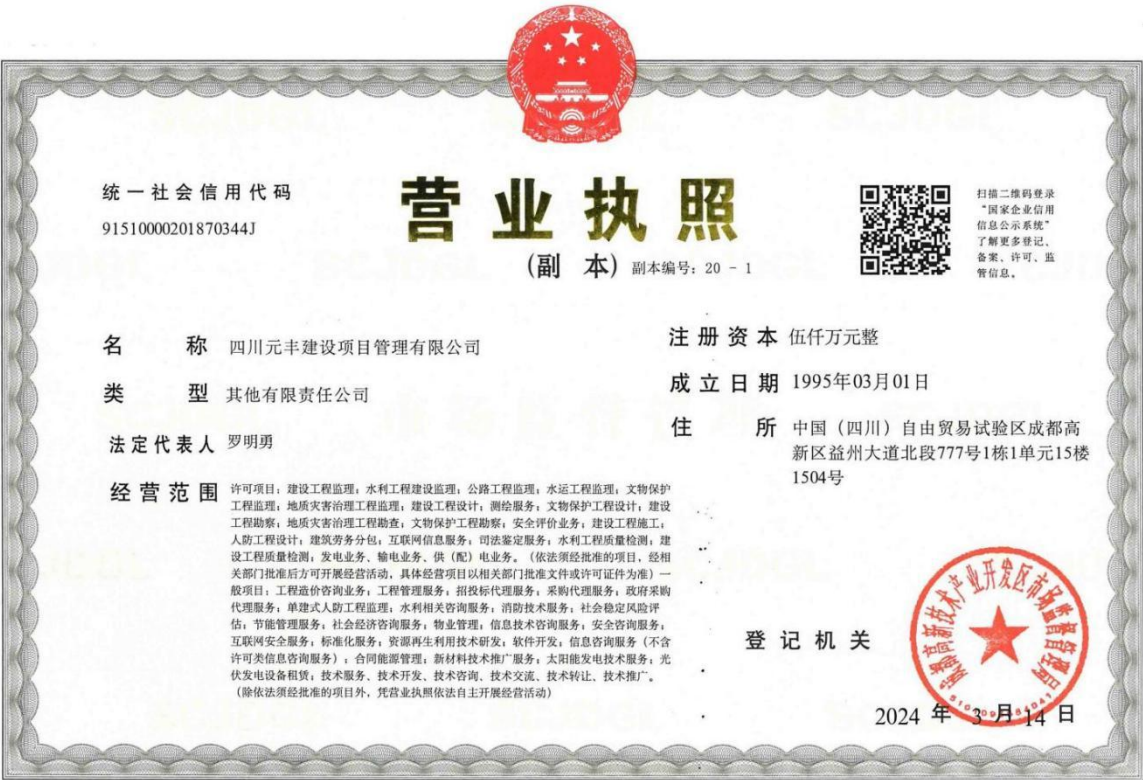 统一社会信用代码
91510000201870344J
营业执照
(副 本) 副本编号：20 - 1
扫描二维码登录
“国家企业信用
信息公示系统”
了解更多登记、
备案、许可、监
管信息。
名 称 四川元丰建设项目管理有限公司
类 型 其他有限责任公司
法定代表人 罗明勇
经营范围 许可项目：建设工程监理；水利工程建设监理；公路工程监理；水运工程监理；文物保护
工程监理；地质灾害治理工程监理；建设工程设计；测绘服务；文物保护工程设计；建设
工程勘察；地质灾害治理工程勘查；文物保护工程勘察；安全评价业务；建设工程施工；
人防工程设计；建筑劳务分包；互联网信息服务；司法鉴定服务；水利工程质量检测；建
设工程质量检测；发电业务、输电业务、供（配）电业务。（依法须经批准的项目，经相
关部门批准后方可开展经营活动，具体经营项目以相关部门批准文件或许可证件为准）一
般项目：工程造价咨询业务；工程管理服务；招投标代理服务；采购代理服务；政府采购
代理服务；单建式人防工程监理；水利相关咨询服务；消防技术服务；社会稳定风险评
估；节能管理服务；社会经济咨询服务；物业管理；信息技术咨询服务；安全咨询服务；
互联网安全服务；标准化服务；资源再生利用技术研发；软件开发；信息咨询服务（不含
许可类信息咨询服务）；合同能源管理；新材料技术推广服务；太阳能发电技术服务；光
伏发电设备租赁；技术服务、技术开发、技术咨询、技术交流、技术转让、技术推广。
（除依法须经批准的项目外，凭营业执照依法自主开展经营活动）
注册资本 伍仟万元整
成立日期 1995年03月01日
住 所 中国（四川）自由贸易试验区成都高
新区益州大道北段777号1栋1单元15楼
1504号
登记机关
成都高新技术产业开发区市场监督管理局
2024 年 3 月 14 日